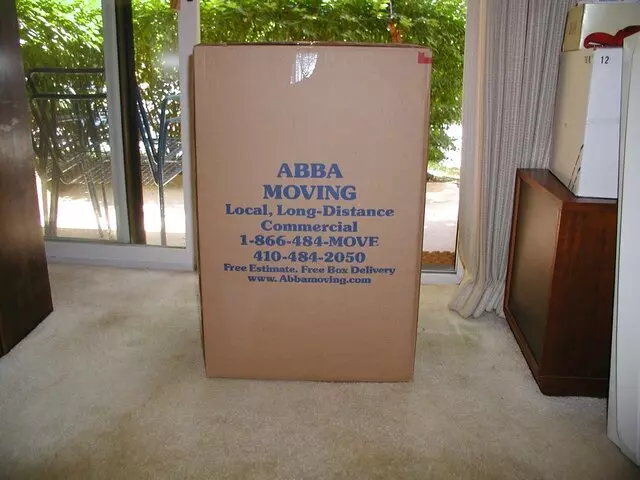 ABBA
MOVING
Local, Long-Distance
Commercial
1-866-484-MOVE
410-484-2050
Free Estimate, Free Box Delivery
www.Abbamoving.com
12